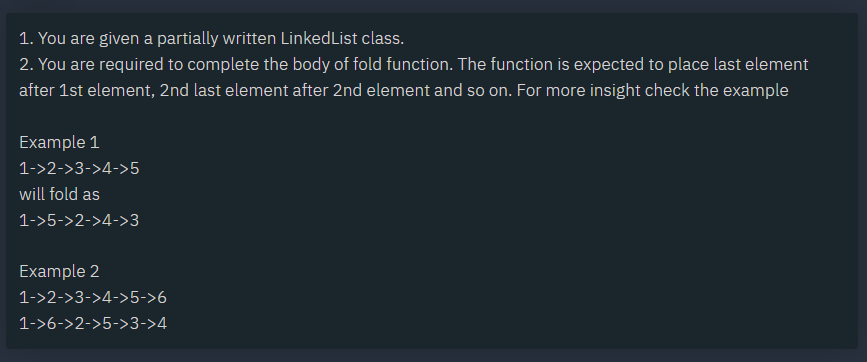 1. You are given a partially written LinkedList class.
2. You are required to complete the body of fold function. The function is expected to place last element
after 1st element, 2nd last element after 2nd element and so on. For more insight check the example
Example 1
1->2->3->4->5
will fold as
1->5->2->4->3
Example 2
1->2->3->4->5->6
1->6->2->5->3->4